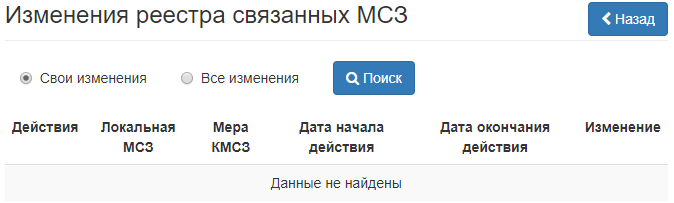 Изменения реестра связанных МСЗ
Назад
Свои изменения Все изменения Поиск
Действия Локальная МСЗ Мера КМСЗ Дата начала действия Дата окончания действия Изменение
Данные не найдены